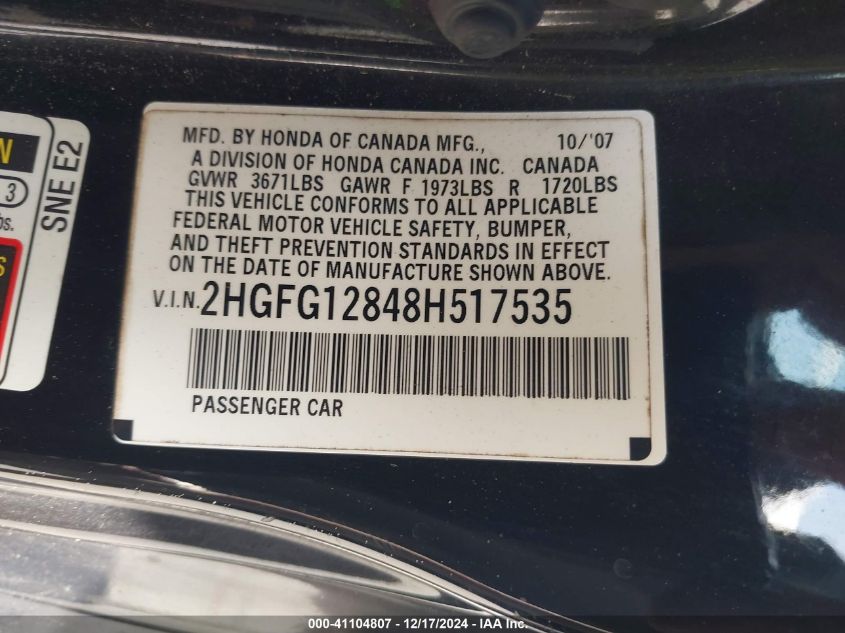 N
3
bs.
S
SNE E2
MFD. BY HONDA OF CANADA MFG., 10/'07
A DIVISION OF HONDA CANADA INC. CANADA
GVWR 3671LBS GAWR F 1973LBS R 1720LBS
THIS VEHICLE CONFORMS TO ALL APPLICABLE
FEDERAL MOTOR VEHICLE SAFETY, BUMPER,
AND THEFT PREVENTION STANDARDS IN EFFECT
ON THE DATE OF MANUFACTURE SHOWN ABOVE.
V.I.N. 2HGFG12848H517535
PASSENGER CAR
000-41104807 - 12/17/2024 - IAA Inc.